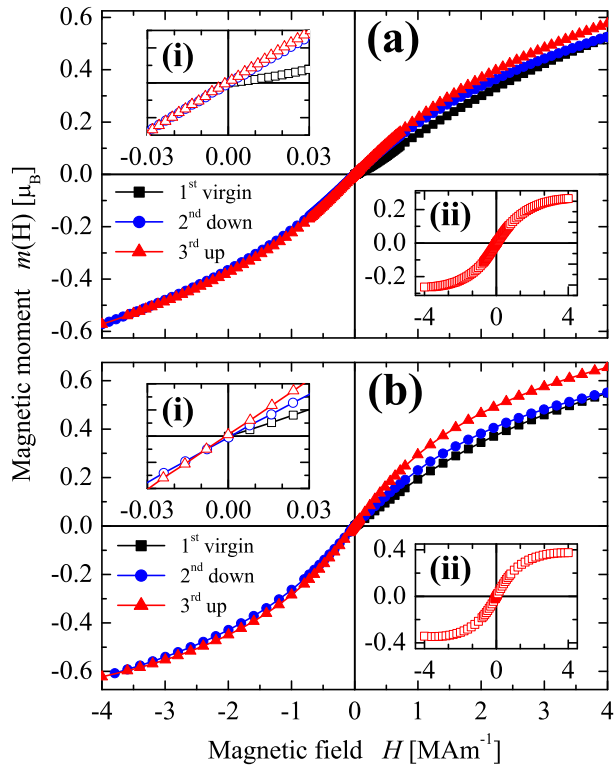 0.6
(i)
(a)
0.4
0.2
-0.03 0.00 0.03
0.0
1st virgin
2nd down
3rd up
0.2
(ii)
0.0
-0.2
-4 0 4
-0.2
-0.4
-0.6
Magnetic moment m(H) [μB]
0.6
(i)
(b)
0.4
0.2
-0.03 0.00 0.03
0.0
1st virgin
2nd down
3rd up
0.4
(ii)
0.0
-0.4
-4 0 4
-0.2
-0.4
-0.6
-4 -3 -2 -1 0 1 2 3 4
Magnetic field H [MAm-1]